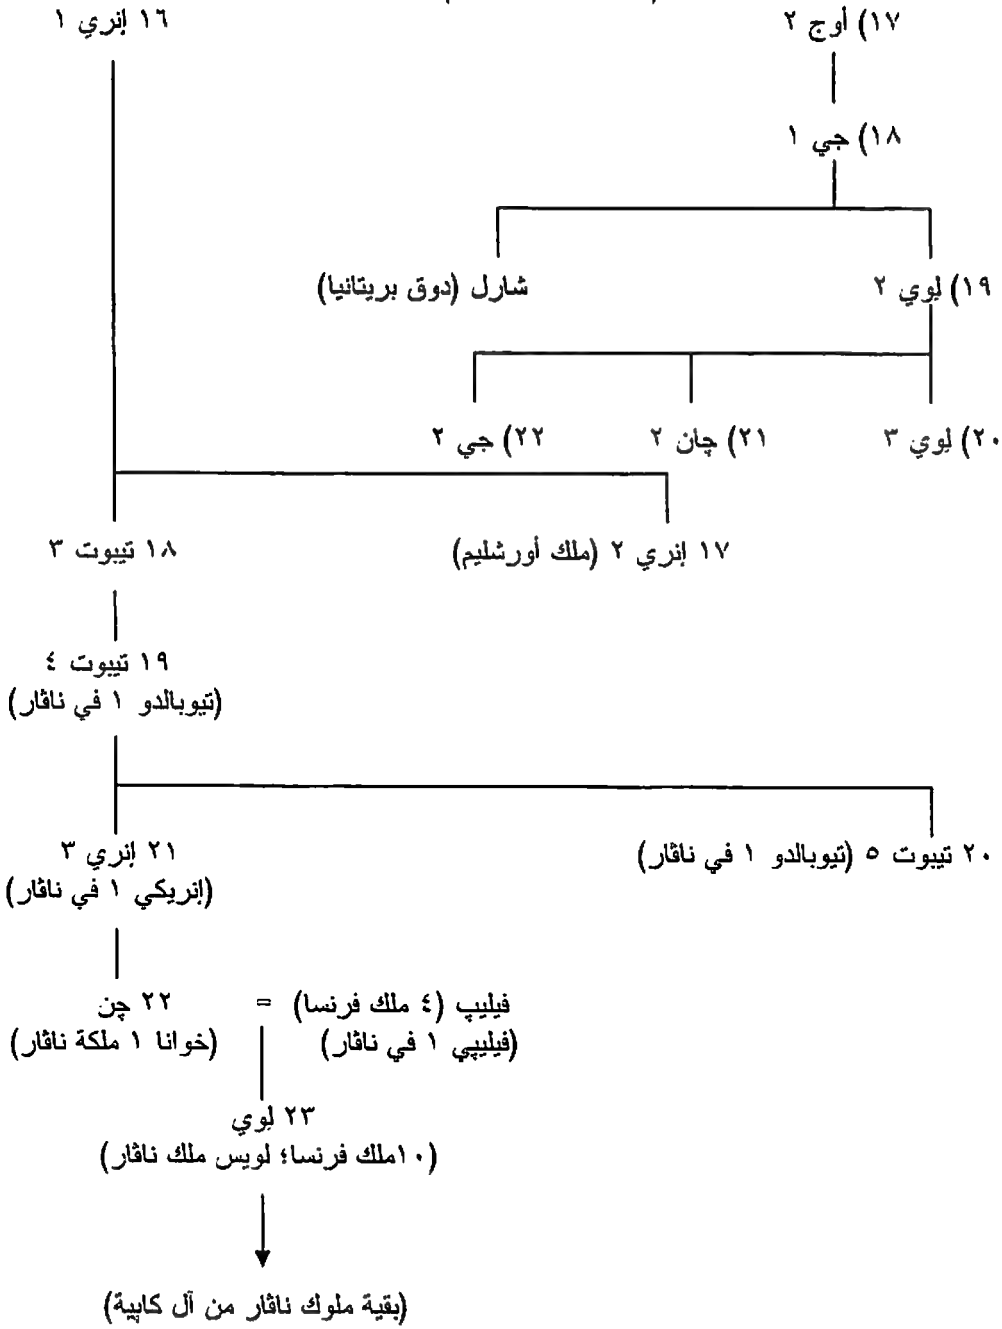 ١٧) أوج ٢
١٦ إنري ١
١٨) جي ١
١٩) لوي ٢
شارل (دوق بريتانيا)
٢٠) لوي ٣
٢١) چان ٢
٢٢) جي ٢
١٧ إنري ٢ (ملك أورشليم)
١٨ تيبوت ٣
١٩ تيبوت ٤
(تيوبالدو ١ في ناڤار)
٢٠ تيبوت ٥ (تيوبالدو ١ في ناڤار)
٢١ إنري ٣
(إنريكي ١ في ناڤار)
فيليپ (٤ ملك فرنسا) = ٢٢ چن
(فيليپي ١ في ناڤار) (خوانا ١ ملكة ناڤار)
٢٣ لوي
(١٠ملك فرنسا؛ لويس ملك ناڤار)
(بقية ملوك ناڤار من آل كاپية)